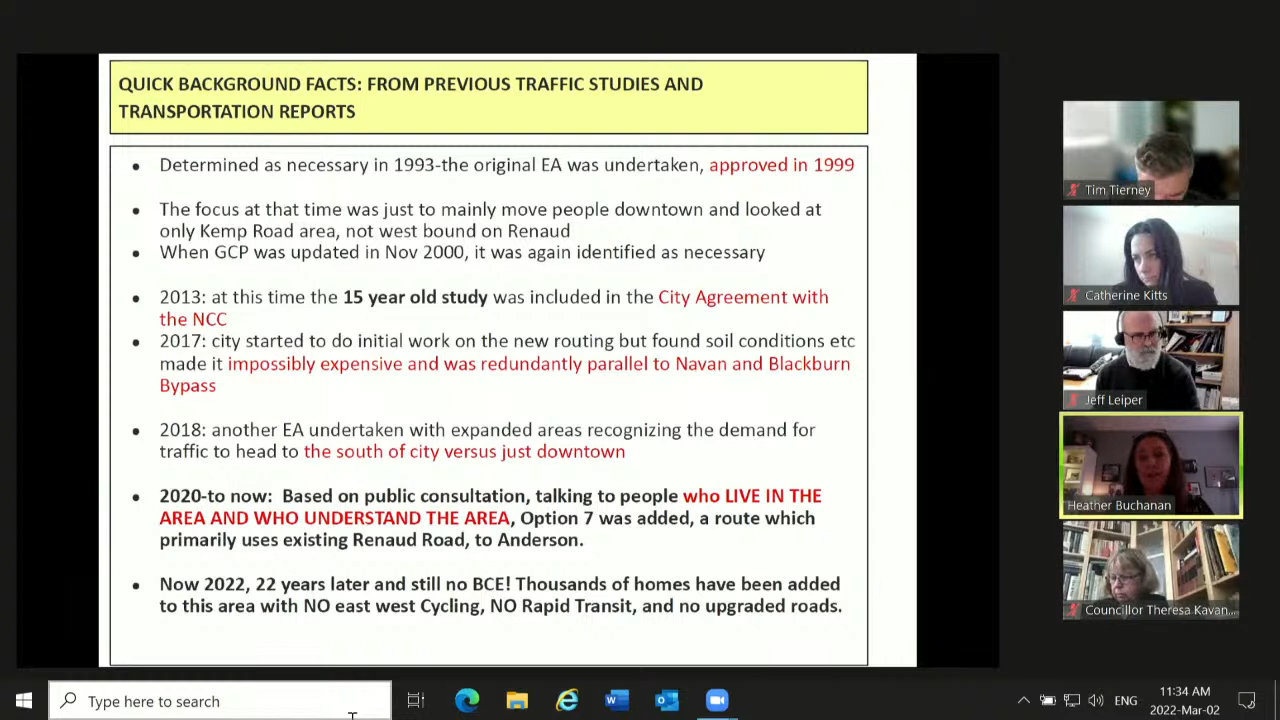 QUICK BACKGROUND FACTS: FROM PREVIOUS TRAFFIC STUDIES AND
TRANSPORTATION REPORTS
• Determined as necessary in 1993-the original EA was undertaken, approved in 1999
• The focus at that time was just to mainly move people downtown and looked at
only Kemp Road area, not west bound on Renaud
• When GCP was updated in Nov 2000, it was again identified as necessary
• 2013: at this time the 15 year old study was included in the City Agreement with
the NCC
• 2017: city started to do initial work on the new routing but found soil conditions etc
made it impossibly expensive and was redundantly parallel to Navan and Blackburn
Bypass
• 2018: another EA undertaken with expanded areas recognizing the demand for
traffic to head to the south of city versus just downtown
• 2020-to now: Based on public consultation, talking to people who LIVE IN THE
AREA AND WHO UNDERSTAND THE AREA, Option 7 was added, a route which
primarily uses existing Renaud Road, to Anderson.
• Now 2022, 22 years later and still no BCE! Thousands of homes have been added
to this area with NO east west Cycling, NO Rapid Transit, and no upgraded roads.
Tim Tierney
Catherine Kitts
Jeff Leiper
Heather Buchanan
Councillor Theresa Kavan...
Type here to search
ENG
11:34 AM
2022-Mar-02